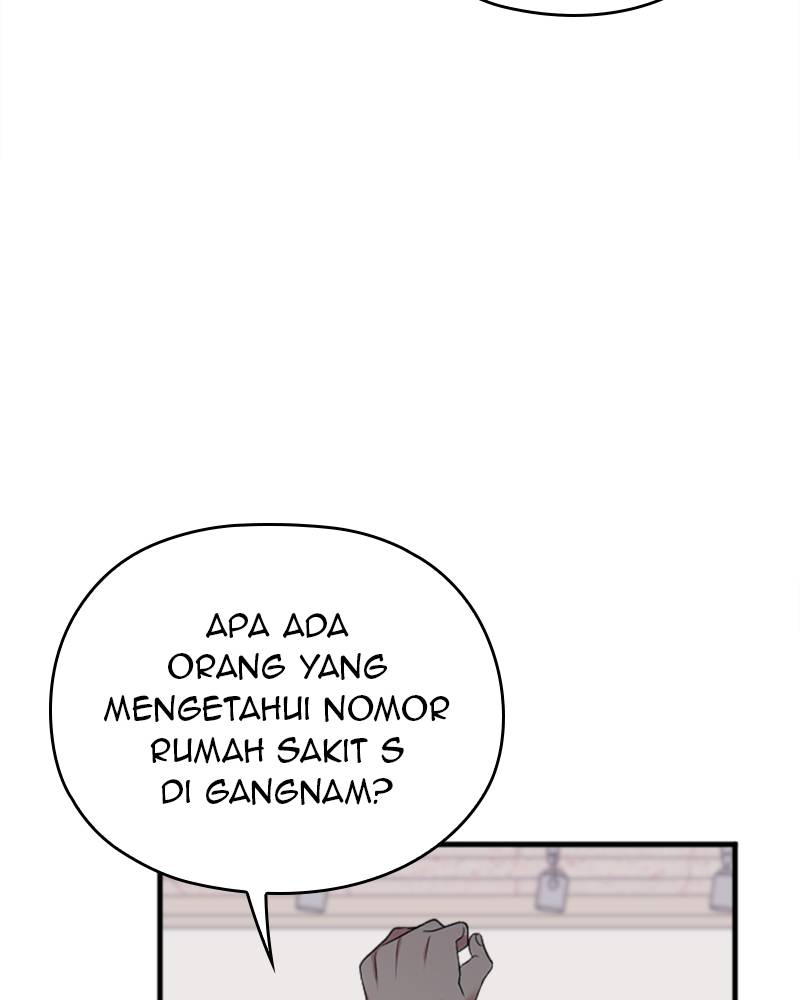 APA ADA
ORANG YANG
MENGETAHUI NOMOR
RUMAH SAKIT S
DI GANGNAM?